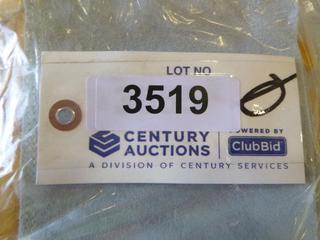 LOT NO
3519
CENTURY
AUCTIONS
POWERED BY
ClubBid
A DIVISION OF CENTURY SERVICES